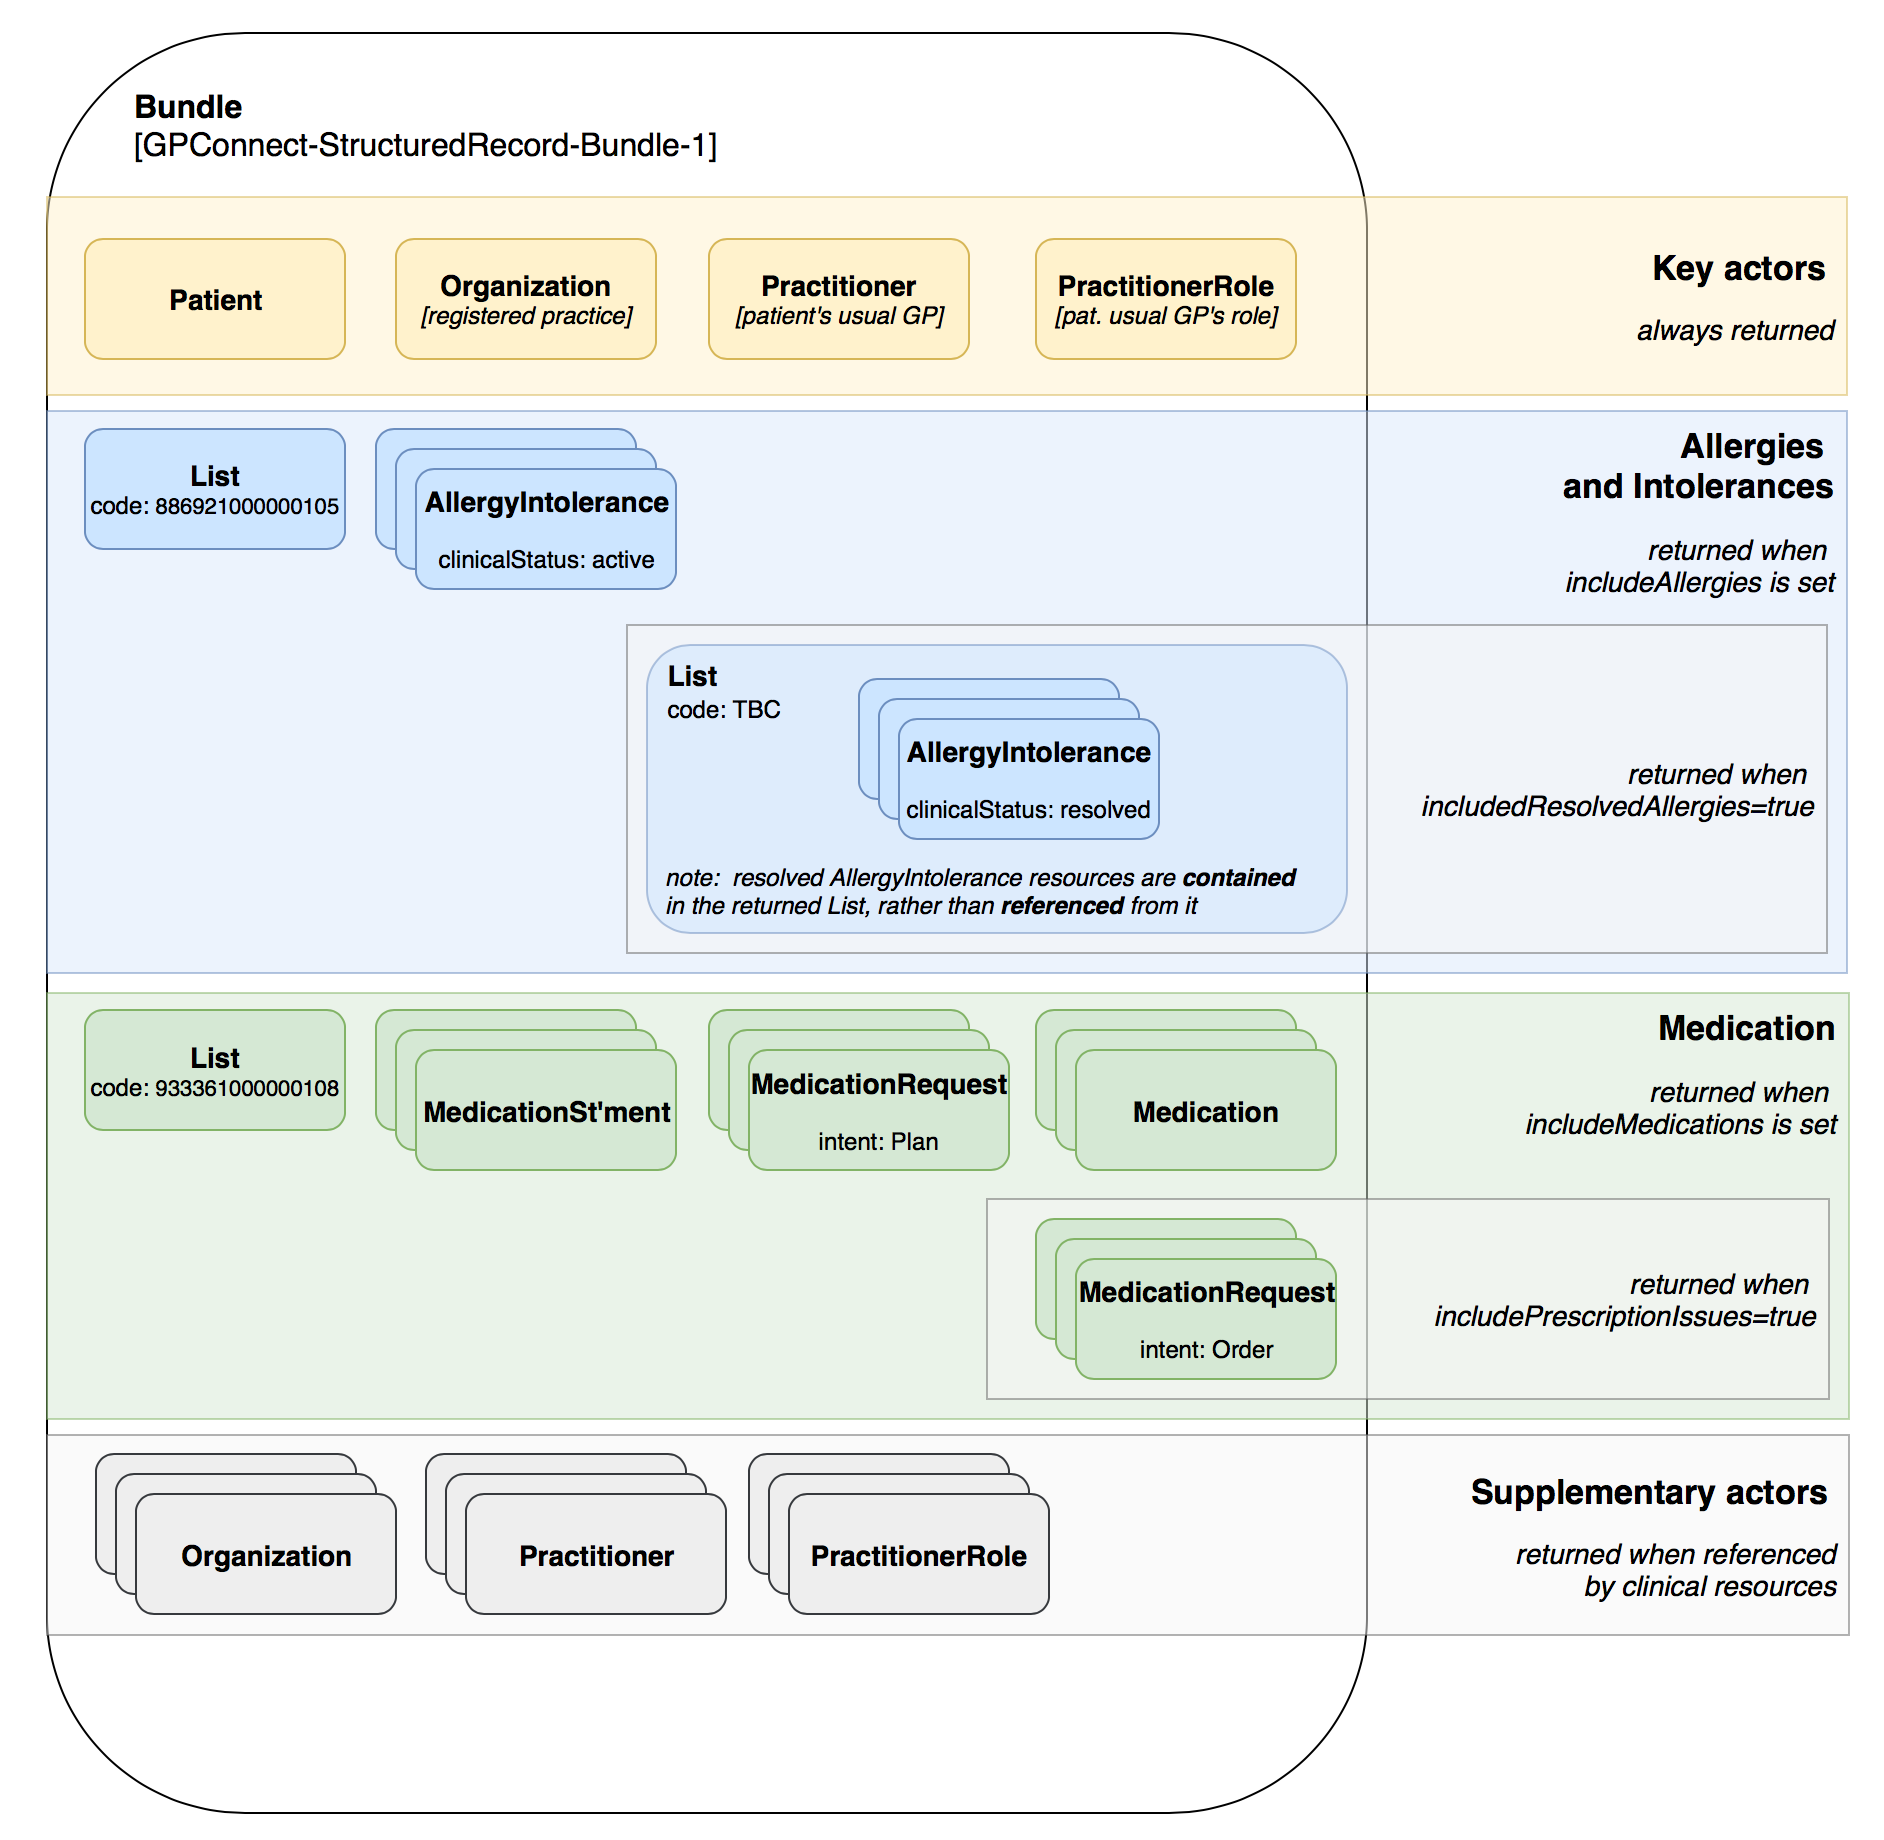 Bundle
[GPConnect-StructuredRecord-Bundle-1]
Patient
Organization
[registered practice]
Practitioner
[patient's usual GP]
PractitionerRole
[pat. usual GP's role]
Key actors
always returned
List
code: 886921000000105
AllergyIntolerance
clinicalStatus: active
Allergies
and Intolerances
returned when
includeAllergies is set
List
code: TBC
AllergyIntolerance
clinicalStatus: resolved
note:  resolved AllergyIntolerance resources are contained
in the returned List, rather than referenced from it
returned when
includedResolvedAllergies=true
List
code: 933361000000108
MedicationSt'ment
MedicationRequest
intent: Plan
Medication
Medication
returned when
includeMedications is set
MedicationRequest
intent: Order
returned when
includePrescriptionIssues=true
Organization
Practitioner
PractitionerRole
Supplementary actors
returned when referenced
by clinical resources